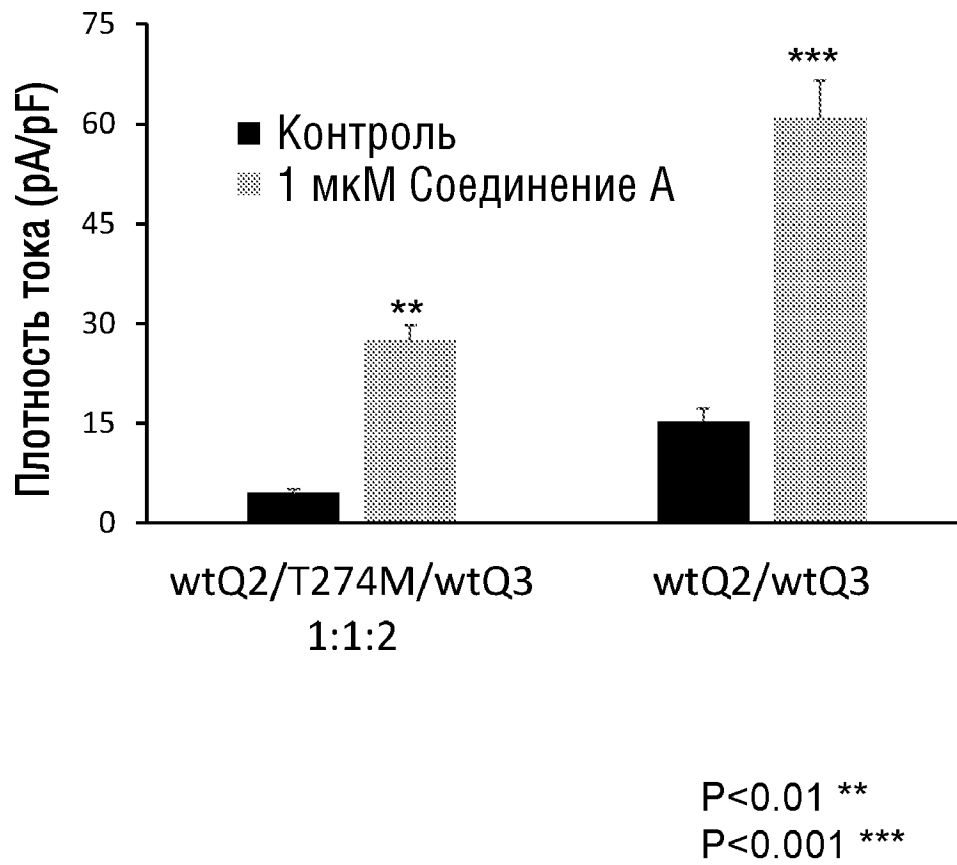 Плотность тока (pA/pF)
75
60
45
30
15
0
Контроль
1 мкМ Соединение А
**
***
wtQ2/T274M/wtQ3
1:1:2
wtQ2/wtQ3
P<0.01 **
P<0.001 ***